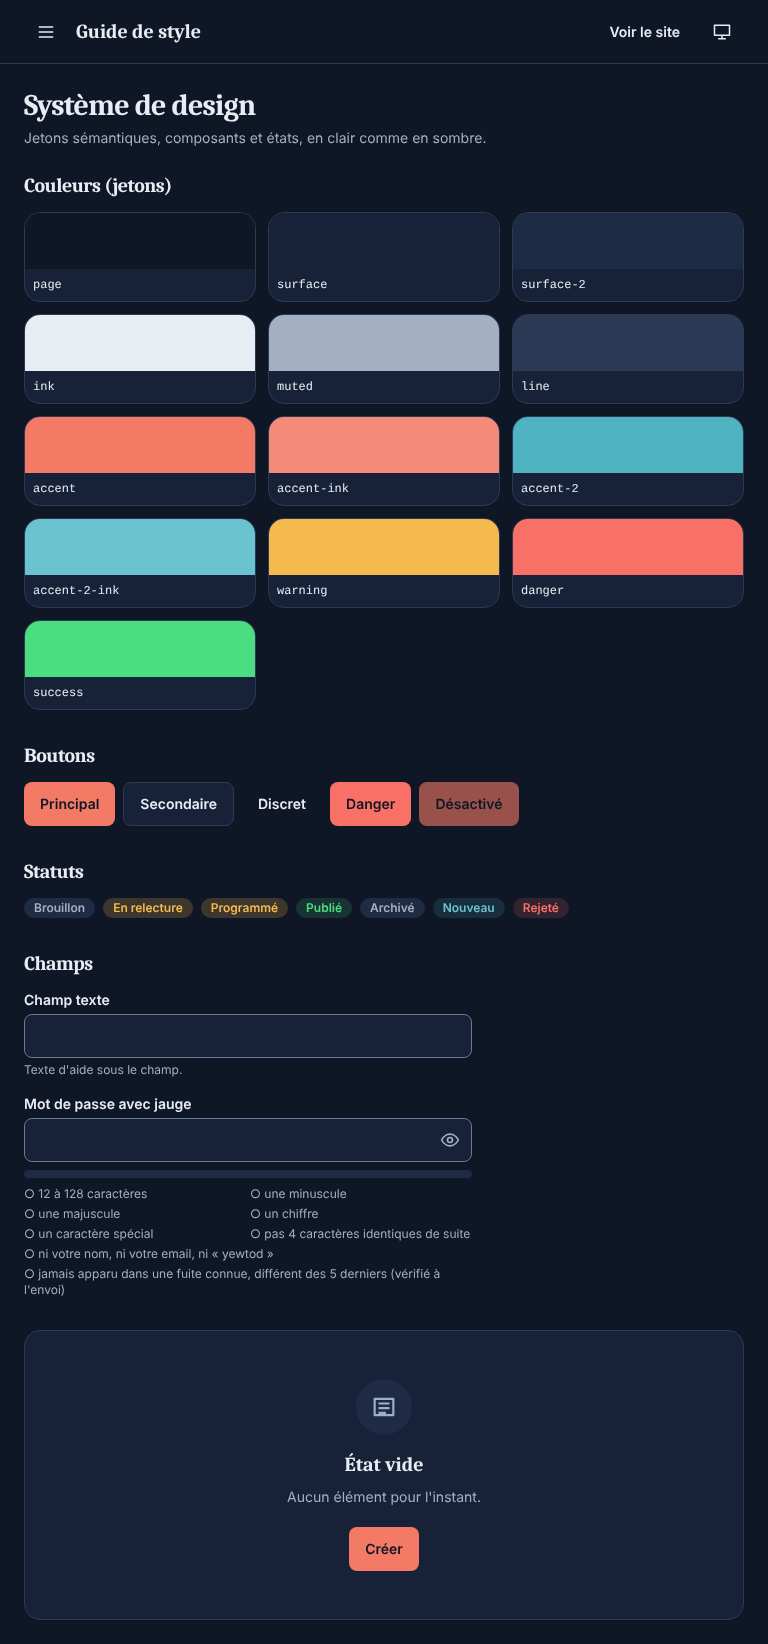 Guide de style
Voir le site
Système de design
Jetons sémantiques, composants et états, en clair comme en sombre.
Couleurs (jetons)
page
surface
surface-2
ink
muted
line
accent
accent-ink
accent-2
accent-2-ink
warning
danger
success
Boutons
Principal
Secondaire
Discret
Danger
Désactivé
Statuts
Brouillon
En relecture
Programmé
Publié
Archivé
Nouveau
Rejeté
Champs
Champ texte
Texte d'aide sous le champ.
Mot de passe avec jauge
12 à 128 caractères
une minuscule
une majuscule
un chiffre
un caractère spécial
pas 4 caractères identiques de suite
ni votre nom, ni votre email, ni « yewtod »
jamais apparu dans une fuite connue, différent des 5 derniers (vérifié à
l'envoi)
État vide
Aucun élément pour l'instant.
Créer